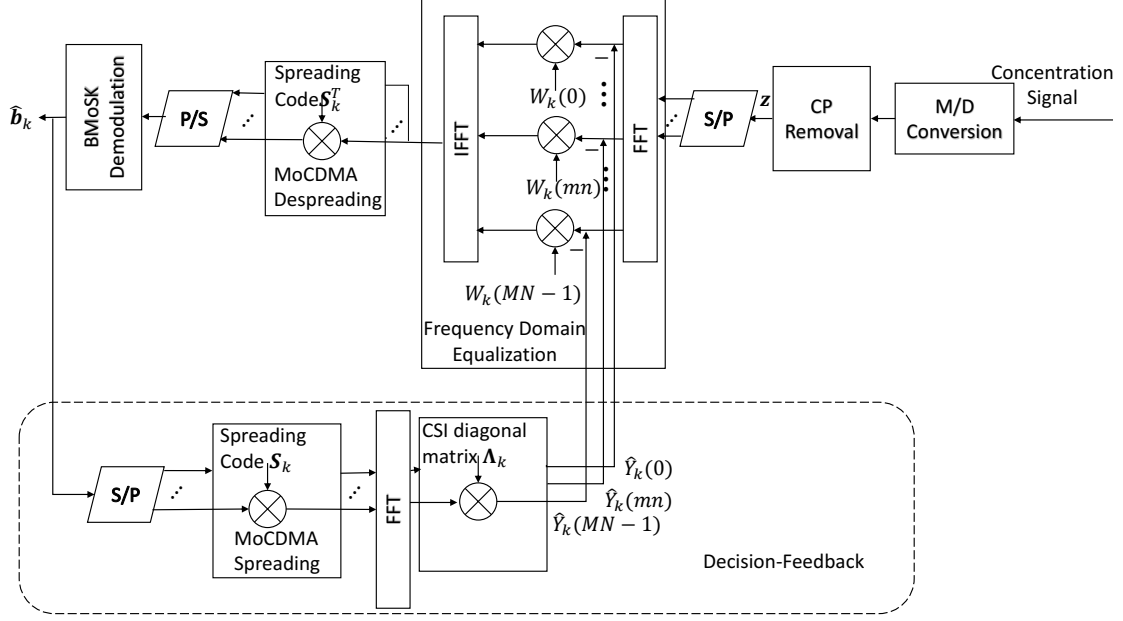 Concentration
Signal
M/D
Conversion
CP
Removal
z
S/P
FFT
W_k(0)
W_k(mn)
W_k(MN − 1)
IFFT
Frequency Domain
Equalization
Spreading
Code S_k^T
MoCDMA
Despreading
P/S
BMoSK
Demodulation
b̂_k
S/P
Spreading
Code S_k
MoCDMA
Spreading
FFT
CSI diagonal
matrix Λ_k
Ŷ_k(0)
Ŷ_k(mn)
Ŷ_k(MN − 1)
Decision-Feedback